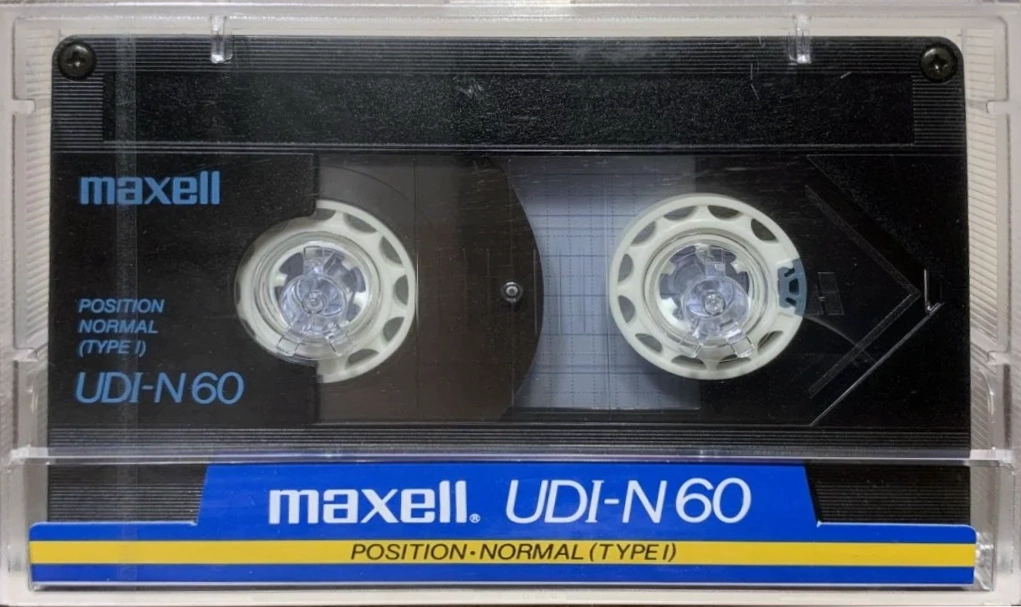 maxell
POSITION
NORMAL
(TYPE I)
UDI-N 60
maxell® UDI-N 60
POSITION·NORMAL (TYPE I)